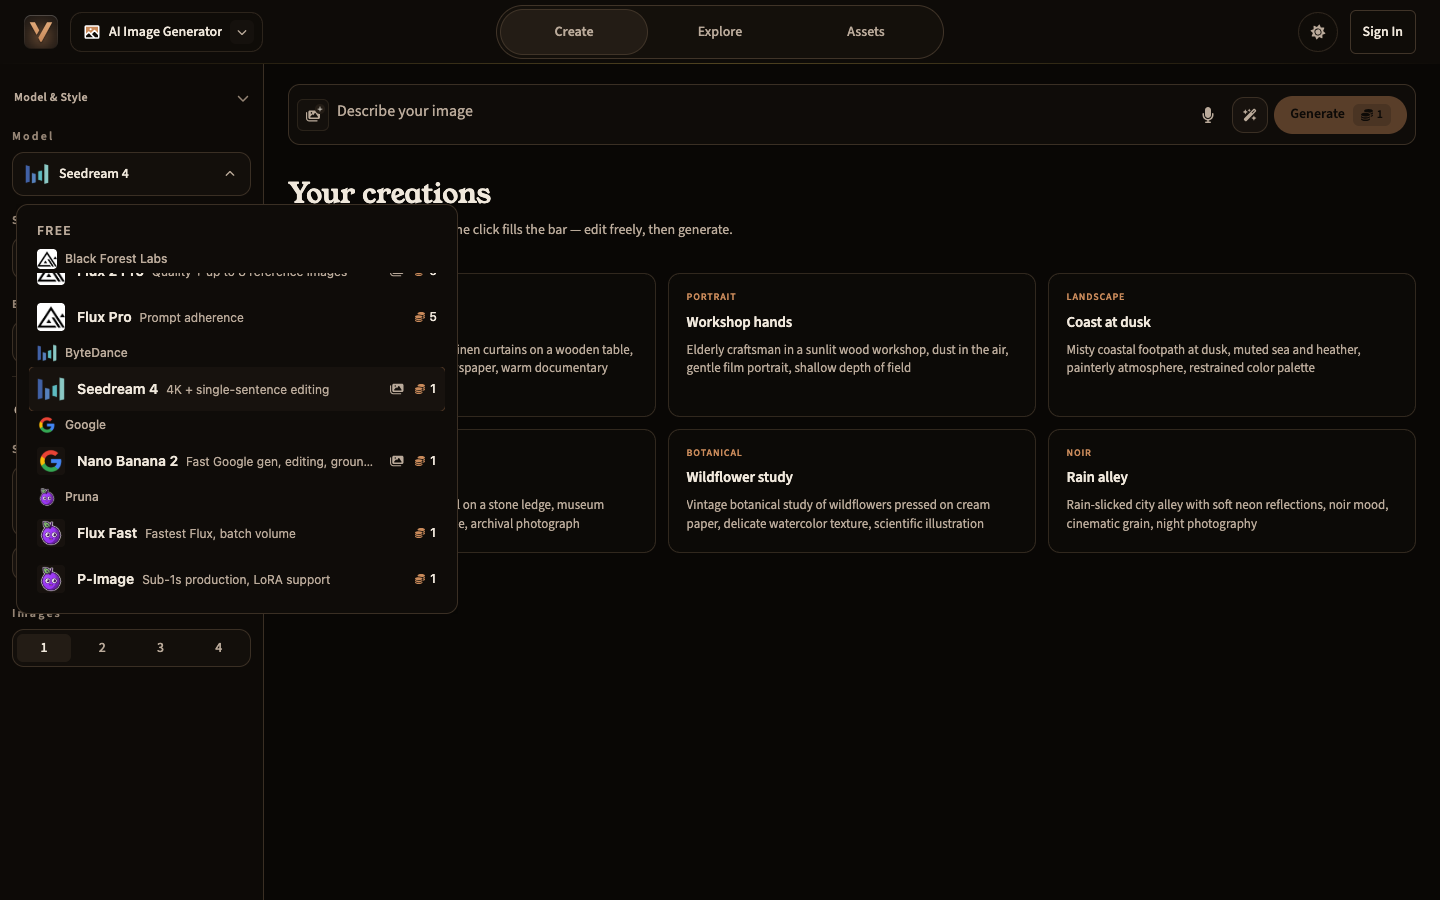 AI Image Generator
Create
Explore
Assets
Sign In
Model & Style
Model
Seedream 4
Describe your image
Generate
1
Your creations
click fills the bar — edit freely, then generate.
FREE
Black Forest Labs
Flux Pro Prompt adherence 5
ByteDance
Seedream 4 4K + single-sentence editing 1
Google
Nano Banana 2 Fast Google gen, editing, groun... 1
Pruna
Flux Fast Fastest Flux, batch volume 1
P-Image Sub-1s production, LoRA support 1
curtains on a wooden table,
warm documentary
PORTRAIT
Workshop hands
Elderly craftsman in a sunlit wood workshop, dust in the air,
gentle film portrait, shallow depth of field
LANDSCAPE
Coast at dusk
Misty coastal footpath at dusk, muted sea and heather,
painterly atmosphere, restrained color palette
on a stone ledge, museum
archival photograph
BOTANICAL
Wildflower study
Vintage botanical study of wildflowers pressed on cream
paper, delicate watercolor texture, scientific illustration
NOIR
Rain alley
Rain-slicked city alley with soft neon reflections, noir mood,
cinematic grain, night photography
Images
1
2
3
4